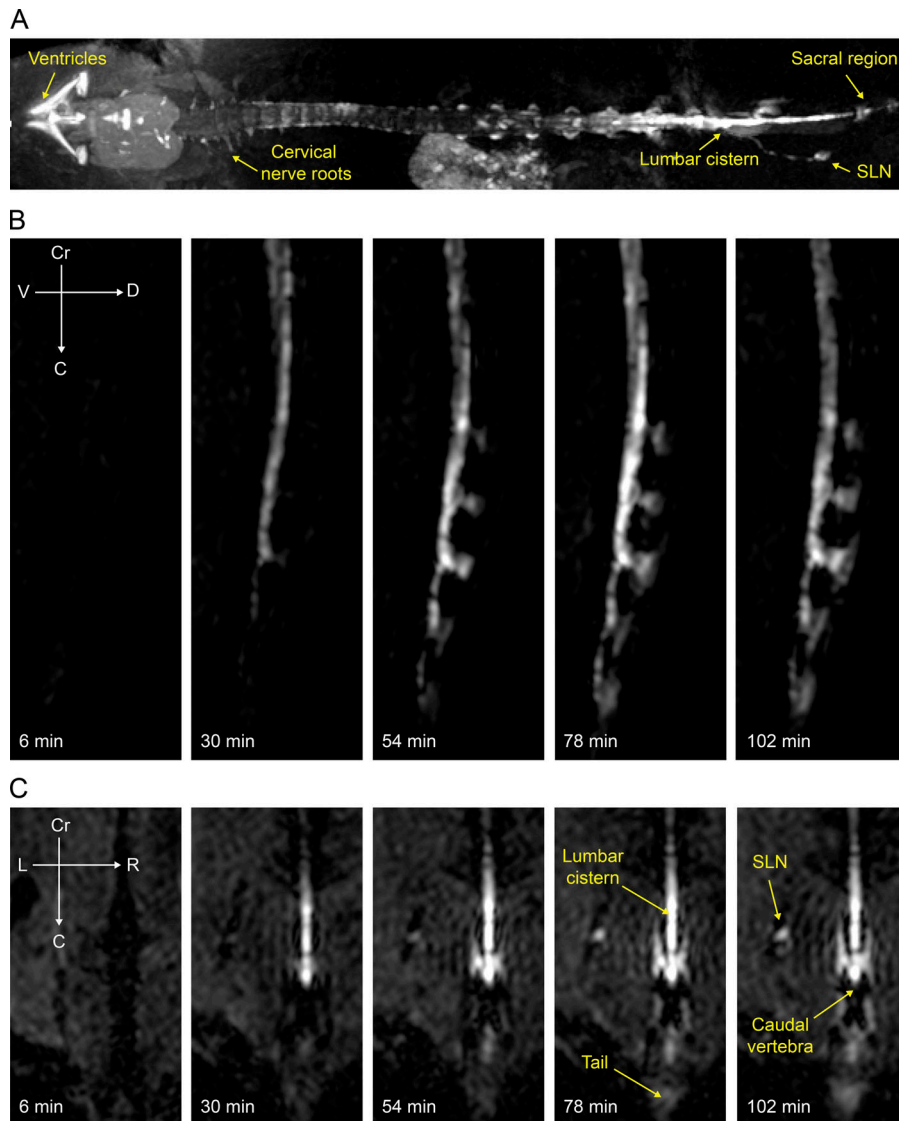 A
Ventricles
Sacral region
Cervical
nerve roots
Lumbar cistern
SLN
B
Cr
V
D
C
6 min
30 min
54 min
78 min
102 min
C
Cr
L
R
C
Lumbar
cistern
SLN
Caudal
vertebra
Tail
6 min
30 min
54 min
78 min
102 min